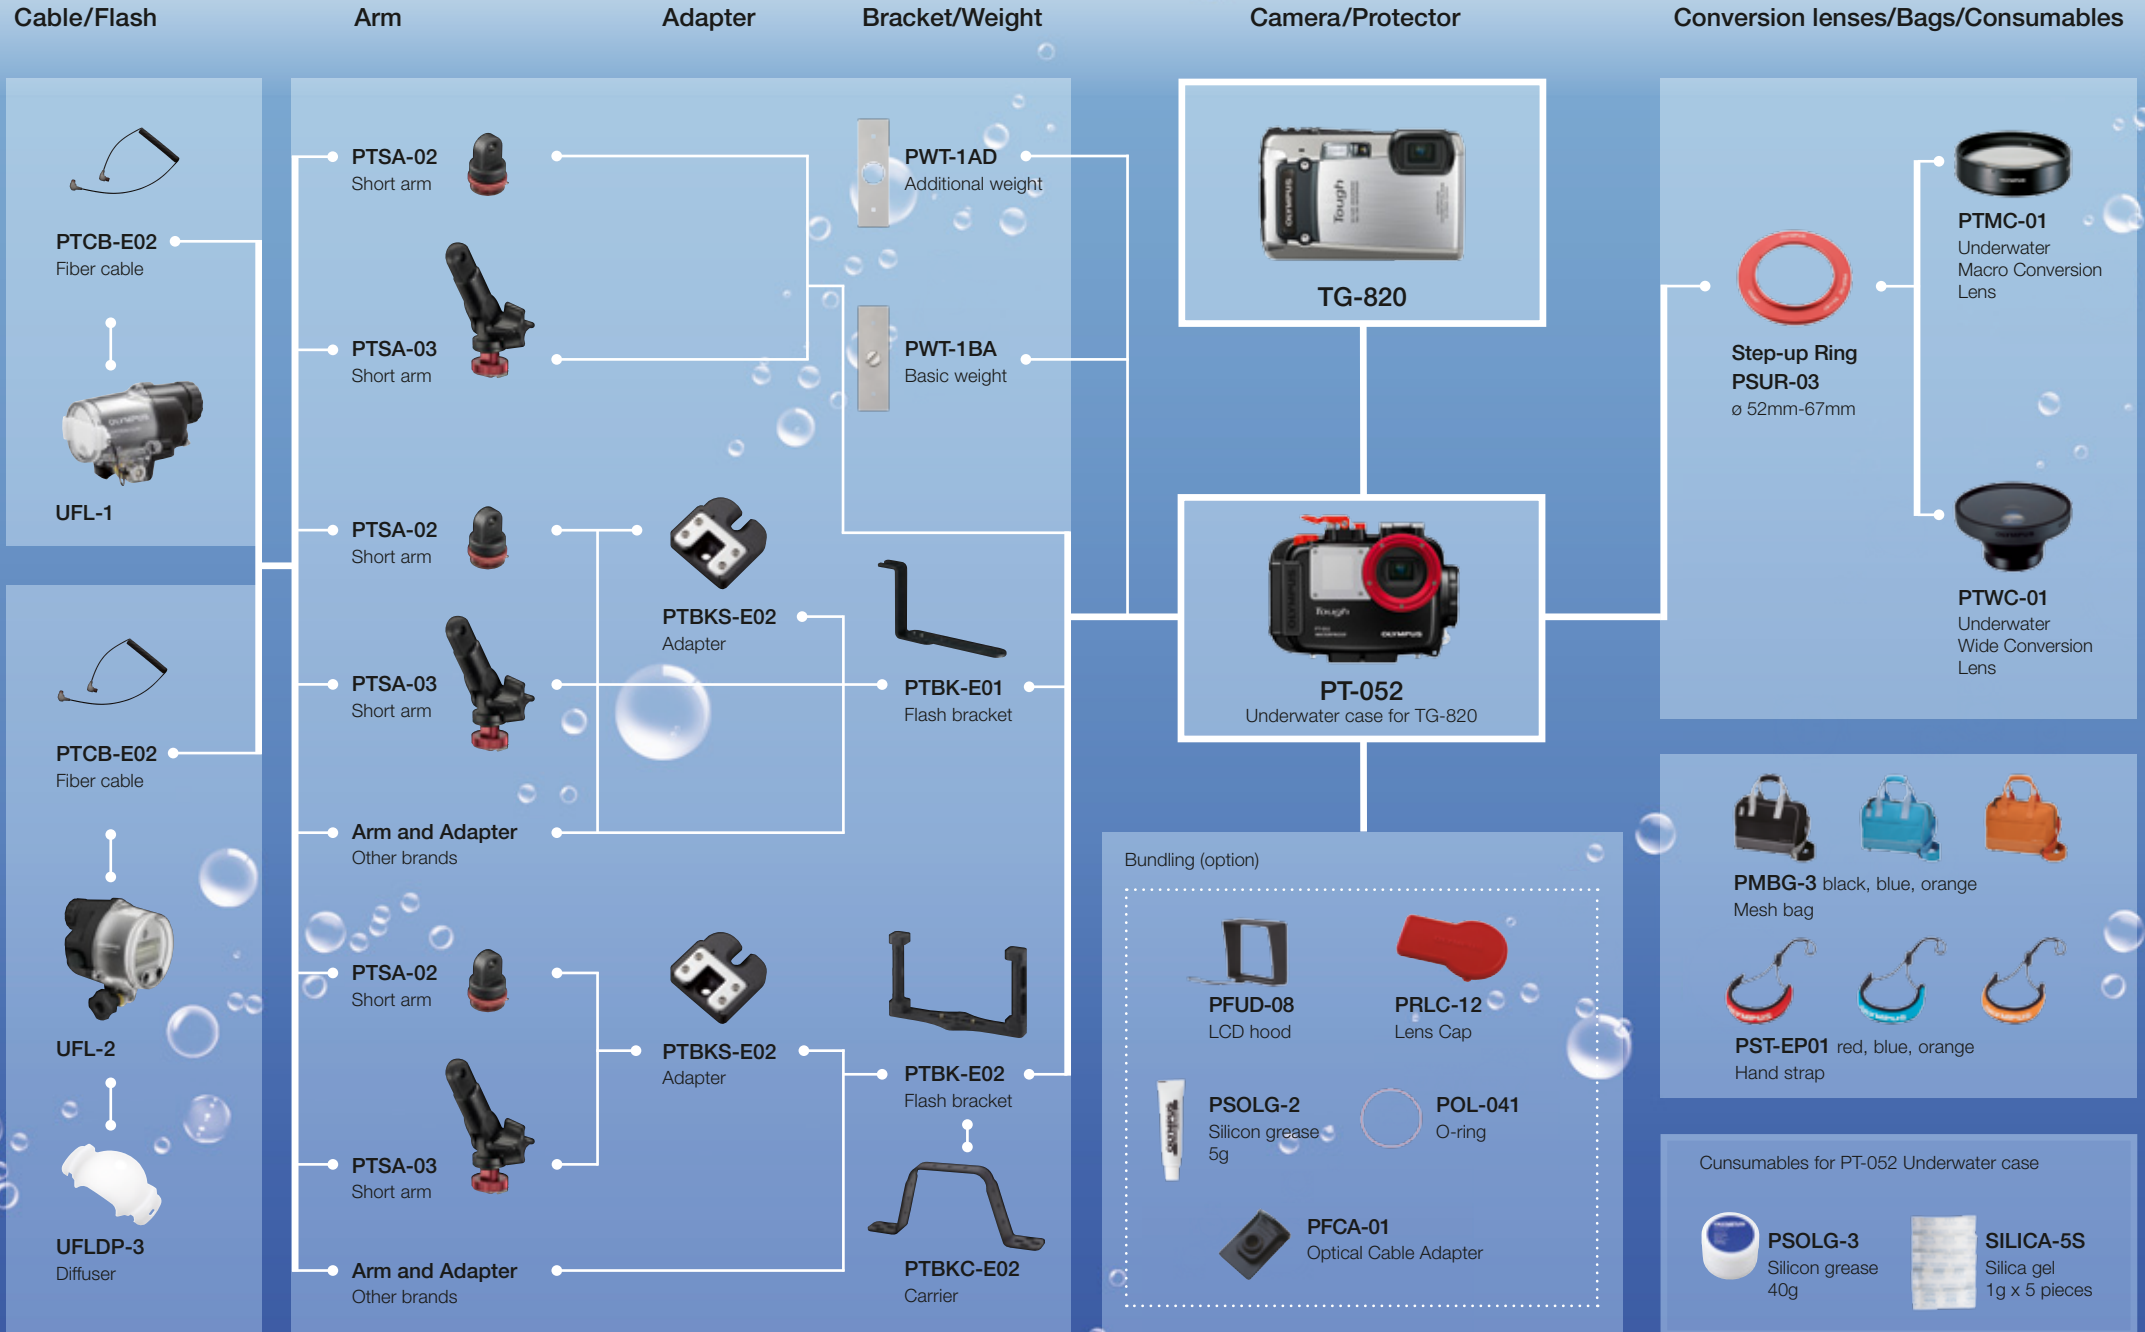 Cable/Flash
Arm
Adapter
Bracket/Weight
Camera/Protector
Conversion lenses/Bags/Consumables
PTCB-E02
Fiber cable
UFL-1
PTCB-E02
Fiber cable
UFL-2
UFLDP-3
Diffuser
PTSA-02
Short arm
PTSA-03
Short arm
PTSA-02
Short arm
PTSA-03
Short arm
Arm and Adapter
Other brands
PTSA-02
Short arm
PTSA-03
Short arm
Arm and Adapter
Other brands
PTBKS-E02
Adapter
PTBKS-E02
Adapter
PWT-1AD
Additional weight
PWT-1BA
Basic weight
PTBK-E01
Flash bracket
PTBK-E02
Flash bracket
PTBKC-E02
Carrier
OLYMPUS
Tough
TG-820
OLYMPUS
Tough
OLYMPUS
PT-052
Underwater case for TG-820
Bundling (option)
PFUD-08
LCD hood
PRLC-12
Lens Cap
PSOLG-2
Silicon grease
5g
POL-041
O-ring
PFCA-01
Optical Cable Adapter
Step-up Ring
PSUR-03
ø 52mm-67mm
PTMC-01
Underwater
Macro Conversion
Lens
PTWC-01
Underwater
Wide Conversion
Lens
PMBG-3 black, blue, orange
Mesh bag
PST-EP01 red, blue, orange
Hand strap
Cunsumables for PT-052 Underwater case
PSOLG-3
Silicon grease
40g
SILICA-5S
Silica gel
1g x 5 pieces